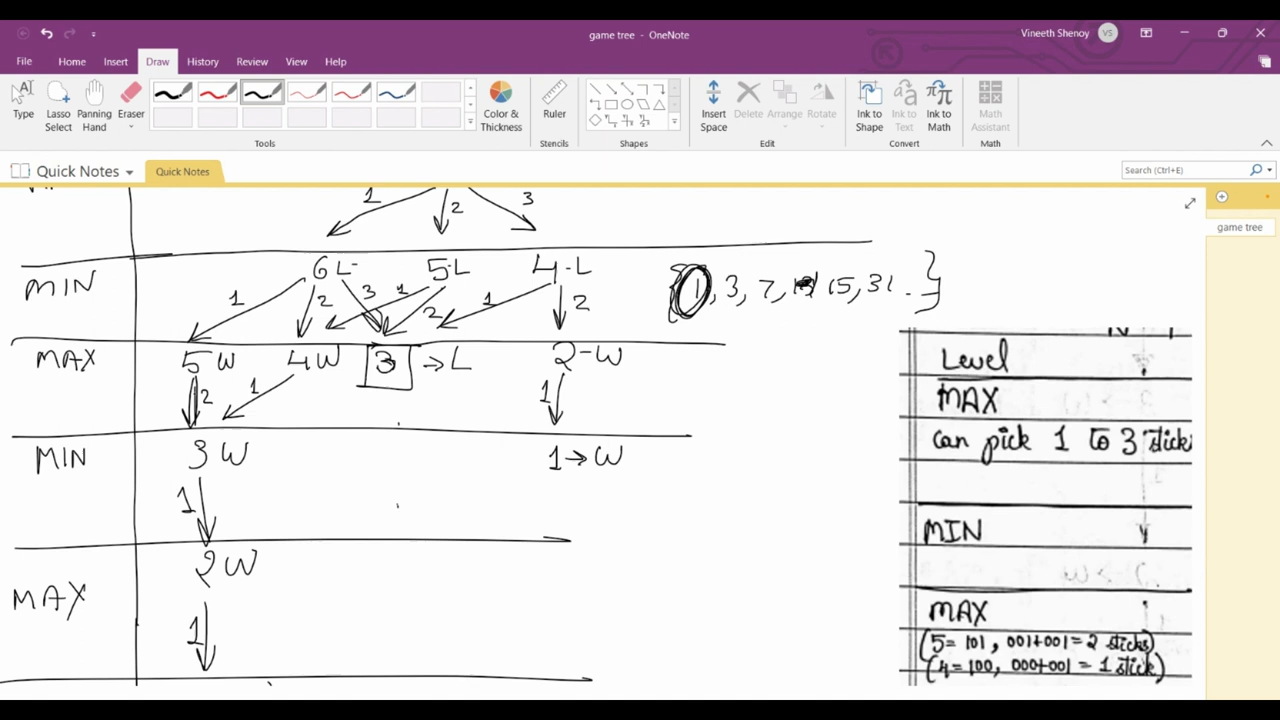 game tree - OneNote
Vineeth Shenoy VS
File Home Insert Draw History Review View Help
Type Lasso Select Panning Hand Eraser Color & Thickness Ruler Insert Space Delete Arrange Rotate Ink to Shape Ink to Text Ink to Math Math Assistant
Tools Stencils Shapes Edit Convert Math
Quick Notes Quick Notes Search (Ctrl+E)
game tree
1 2 3
MIN 6 L 5-L 4-L {1, 3, 7, 15, 31 . . }
1 2 3 1 2 1 2
MAX 5 W 4 W 3 → L 2-W
2 1 1
MIN 3 W 1 → W
1
MAX 2 W
1
Level
MAX
can pick 1 to 3 sticks
MIN
MAX
(5 = 101, 001+001 = 2 sticks)
(4 = 100, 000+001 = 1 stick)